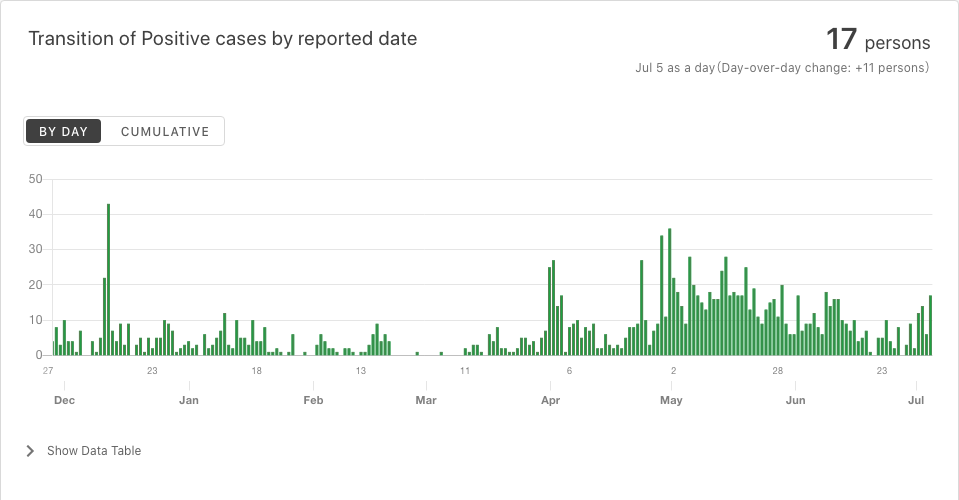 Transition of Positive cases by reported date
17 persons
Jul 5 as a day(Day-over-day change: +11 persons)
BY DAY CUMULATIVE
50
40
30
20
10
0
27 23 18 13 11 6 2 28 23
Dec Jan Feb Mar Apr May Jun Jul
Show Data Table